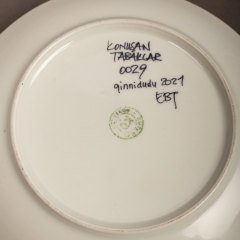 KONUŞAN
TABAKLAR
0029
ginnidudu 2021
EBT